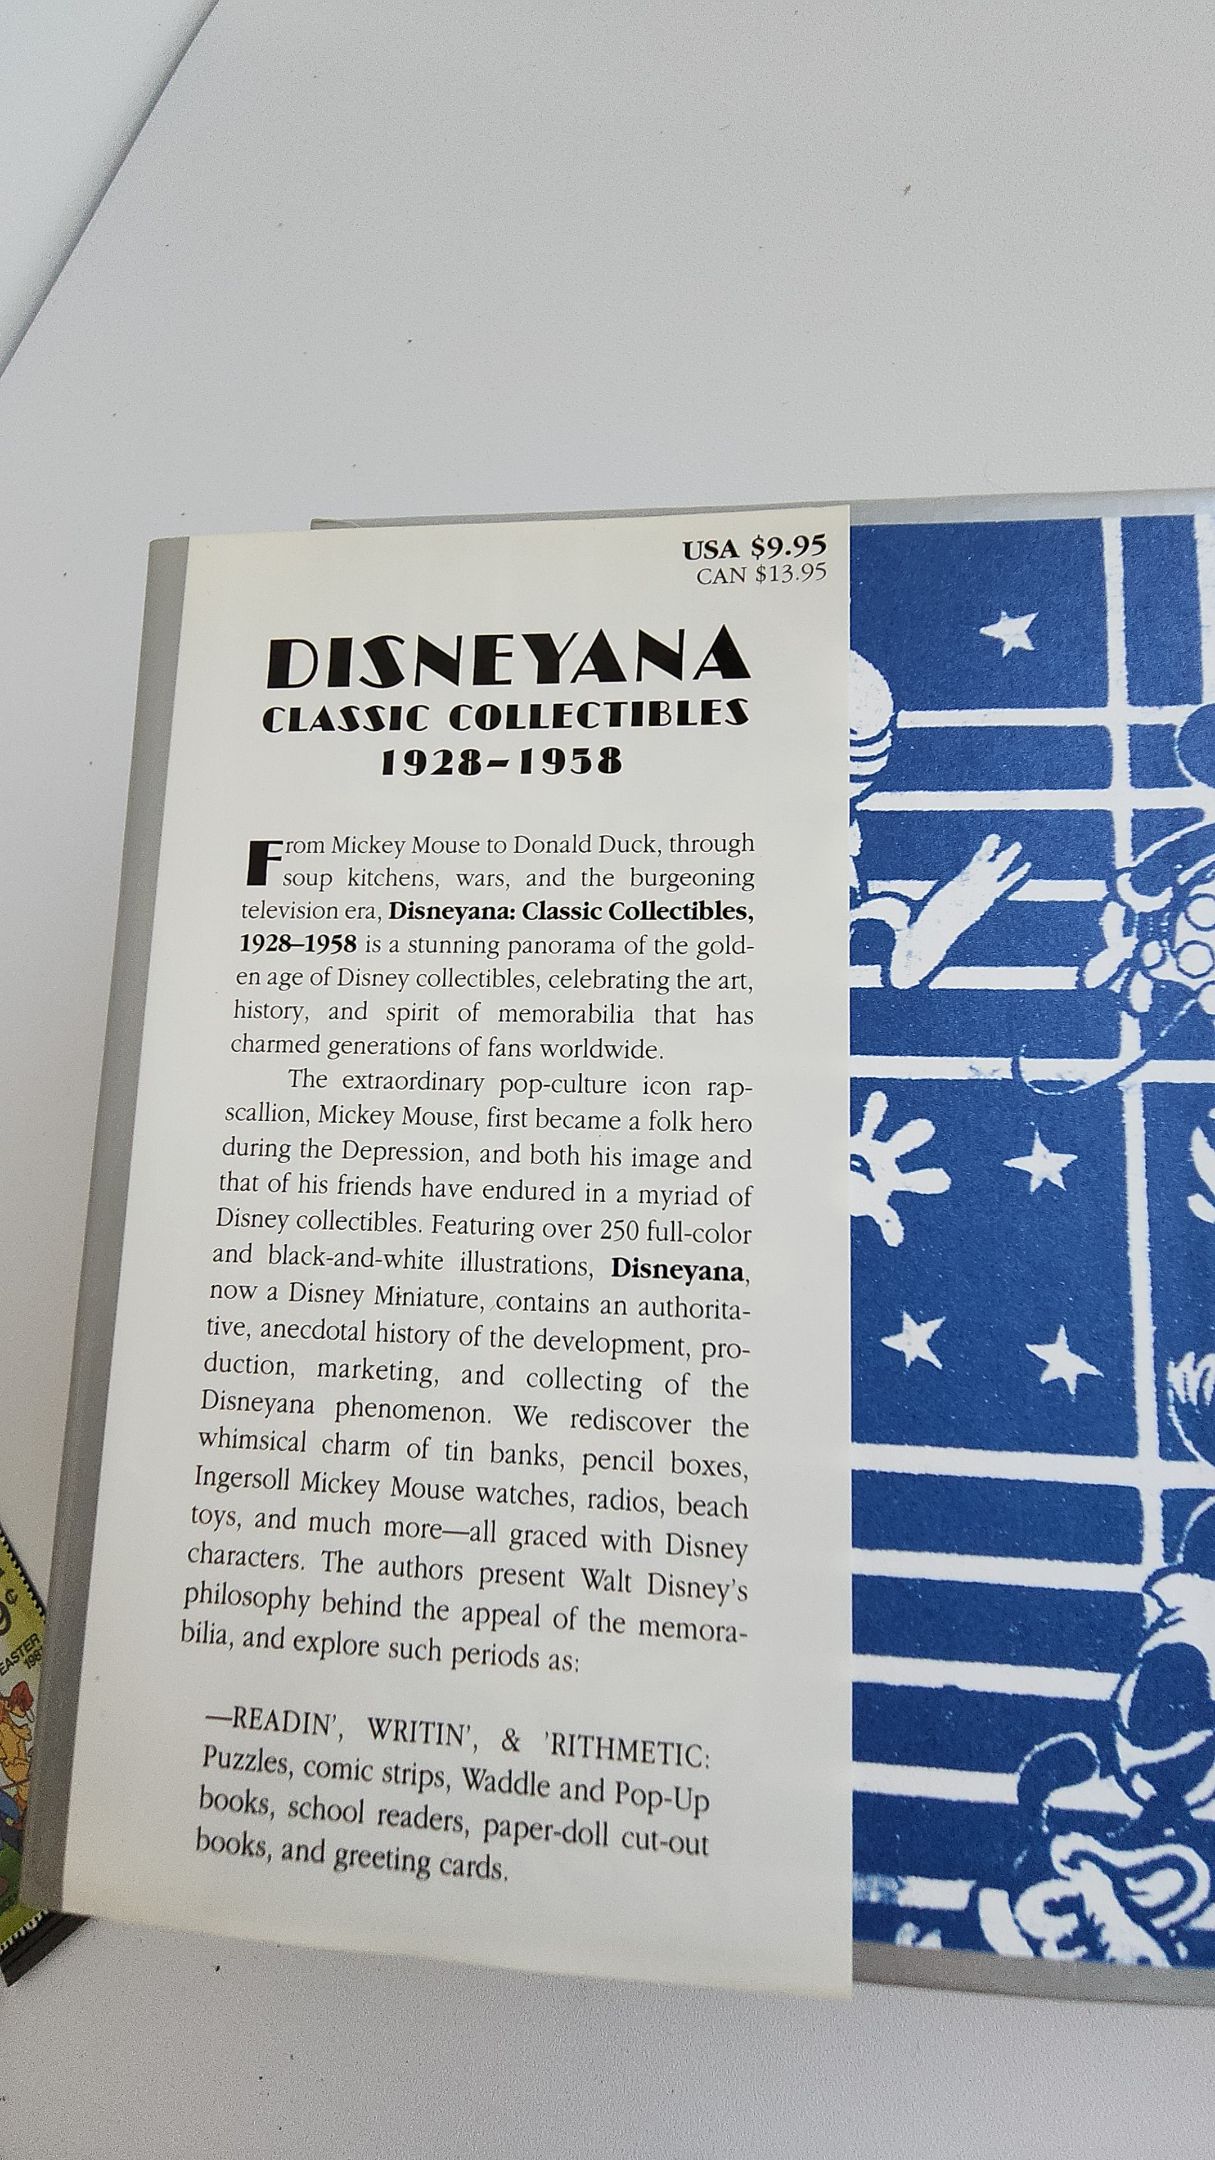 USA $9.95
CAN $13.95
DISNEYANA
CLASSIC COLLECTIBLES
1928–1958
From Mickey Mouse to Donald Duck, through
soup kitchens, wars, and the burgeoning
television era, Disneyana: Classic Collectibles,
1928–1958 is a stunning panorama of the gold-
en age of Disney collectibles, celebrating the art,
history, and spirit of memorabilia that has
charmed generations of fans worldwide.
The extraordinary pop-culture icon rap-
scallion, Mickey Mouse, first became a folk hero
during the Depression, and both his image and
that of his friends have endured in a myriad of
Disney collectibles. Featuring over 250 full-color
and black-and-white illustrations, Disneyana,
now a Disney Miniature, contains an authorita-
tive, anecdotal history of the development, pro-
duction, marketing, and collecting of the
Disneyana phenomenon. We rediscover the
whimsical charm of tin banks, pencil boxes,
Ingersoll Mickey Mouse watches, radios, beach
toys, and much more—all graced with Disney
characters. The authors present Walt Disney's
philosophy behind the appeal of the memora-
bilia, and explore such periods as:
—READIN', WRITIN', & 'RITHMETIC:
Puzzles, comic strips, Waddle and Pop-Up
books, school readers, paper-doll cut-out
books, and greeting cards.
EASTER